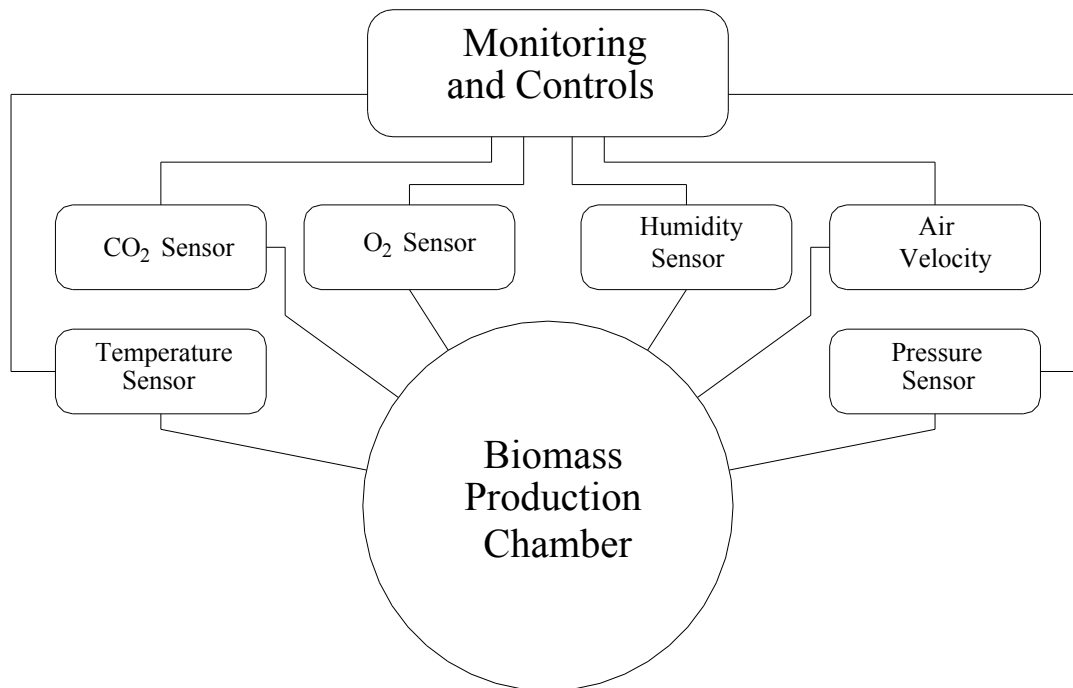 Monitoring
and Controls
CO₂ Sensor
O₂ Sensor
Humidity
Sensor
Air
Velocity
Temperature
Sensor
Pressure
Sensor
Biomass
Production
Chamber